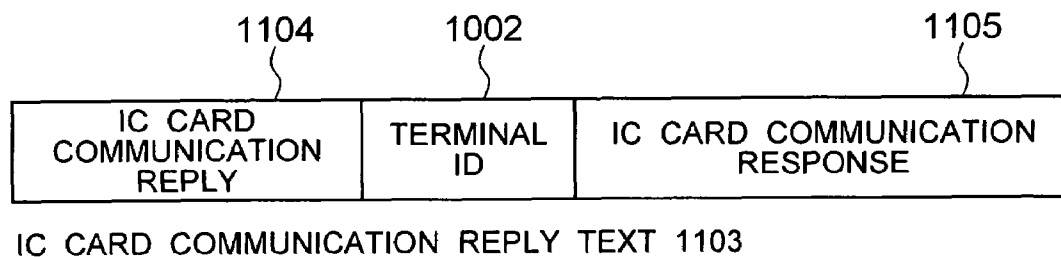 1104 1002 1105
IC CARD
COMMUNICATION
REPLY
TERMINAL
ID
IC CARD COMMUNICATION
RESPONSE
IC CARD COMMUNICATION REPLY TEXT 1103